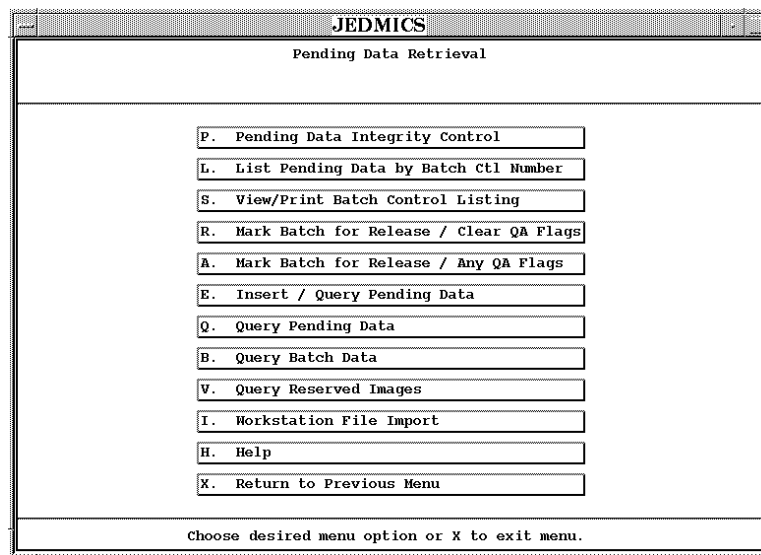 JEDMICS
Pending Data Retrieval
P. Pending Data Integrity Control
L. List Pending Data by Batch Ctl Number
S. View/Print Batch Control Listing
R. Mark Batch for Release / Clear QA Flags
A. Mark Batch for Release / Any QA Flags
E. Insert / Query Pending Data
Q. Query Pending Data
B. Query Batch Data
V. Query Reserved Images
I. Workstation File Import
H. Help
X. Return to Previous Menu
Choose desired menu option or X to exit menu.